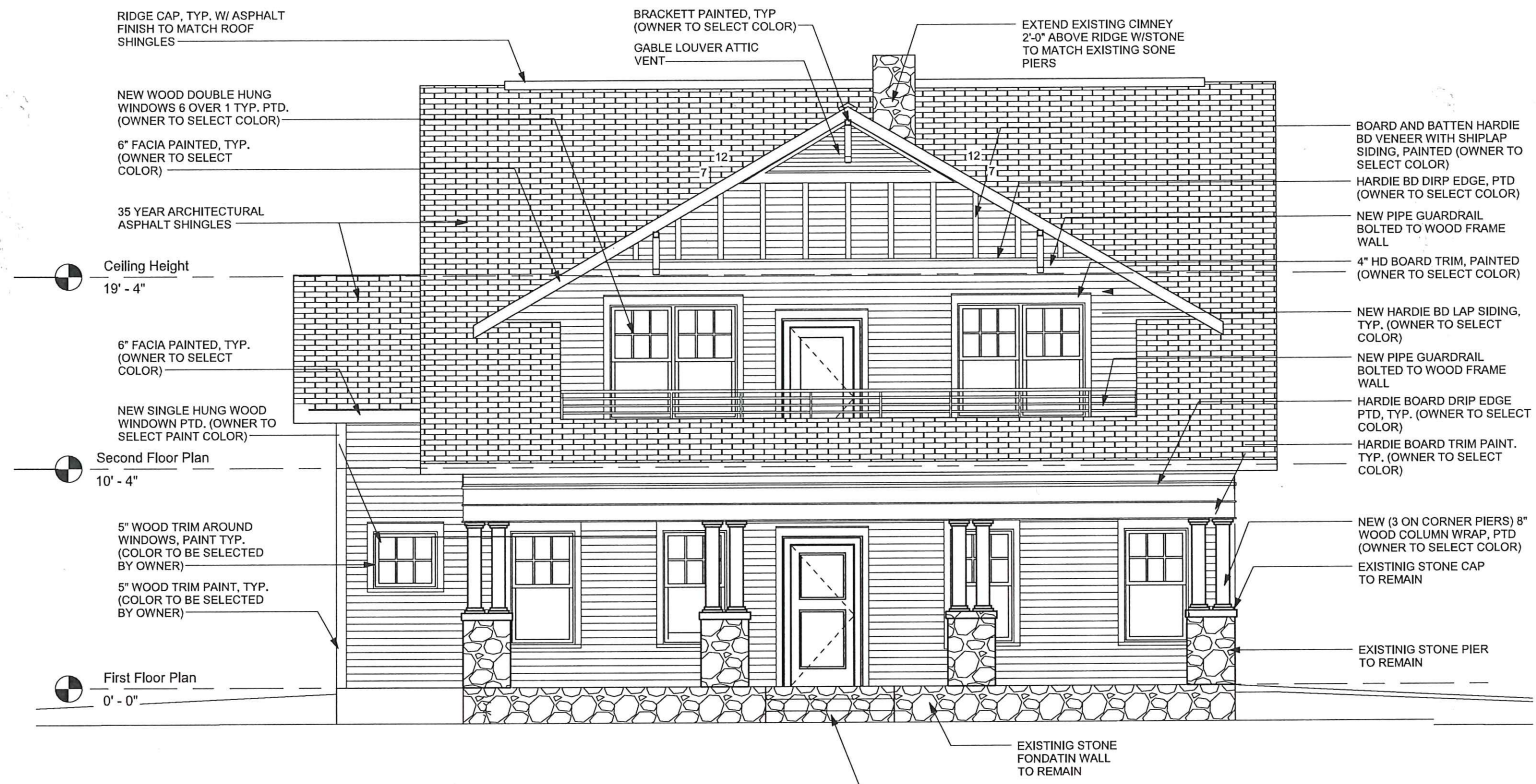 RIDGE CAP, TYP. W/ ASPHALT
FINISH TO MATCH ROOF
SHINGLES
NEW WOOD DOUBLE HUNG
WINDOWS 6 OVER 1 TYP. PTD.
(OWNER TO SELECT COLOR)
6" FACIA PAINTED, TYP.
(OWNER TO SELECT
COLOR)
35 YEAR ARCHITECTURAL
ASPHALT SHINGLES
Ceiling Height
19' - 4"
6" FACIA PAINTED, TYP.
(OWNER TO SELECT
COLOR)
NEW SINGLE HUNG WOOD
WINDOWN PTD. (OWNER TO
SELECT PAINT COLOR)
Second Floor Plan
10' - 4"
5" WOOD TRIM AROUND
WINDOWS, PAINT TYP.
(COLOR TO BE SELECTED
BY OWNER)
5" WOOD TRIM PAINT, TYP.
(COLOR TO BE SELECTED
BY OWNER)
First Floor Plan
0' - 0"
BRACKETT PAINTED, TYP
(OWNER TO SELECT COLOR)
GABLE LOUVER ATTIC
VENT
12
7
12
7
EXTEND EXISTING CIMNEY
2'-0" ABOVE RIDGE W/STONE
TO MATCH EXISTING SONE
PIERS
BOARD AND BATTEN HARDIE
BD VENEER WITH SHIPLAP
SIDING, PAINTED (OWNER TO
SELECT COLOR)
HARDIE BD DIRP EDGE, PTD
(OWNER TO SELECT COLOR)
NEW PIPE GUARDRAIL
BOLTED TO WOOD FRAME
WALL
4" HD BOARD TRIM, PAINTED
(OWNER TO SELECT COLOR)
NEW HARDIE BD LAP SIDING,
TYP. (OWNER TO SELECT
COLOR)
NEW PIPE GUARDRAIL
BOLTED TO WOOD FRAME
WALL
HARDIE BOARD DRIP EDGE
PTD, TYP. (OWNER TO SELECT
COLOR)
HARDIE BOARD TRIM PAINT.
TYP. (OWNER TO SELECT
COLOR)
NEW (3 ON CORNER PIERS) 8"
WOOD COLUMN WRAP, PTD
(OWNER TO SELECT COLOR)
EXISTINIG STONE CAP
TO REMAIN
EXISTINIG STONE PIER
TO REMAIN
EXISTINIG STONE
FONDATIN WALL
TO REMAIN